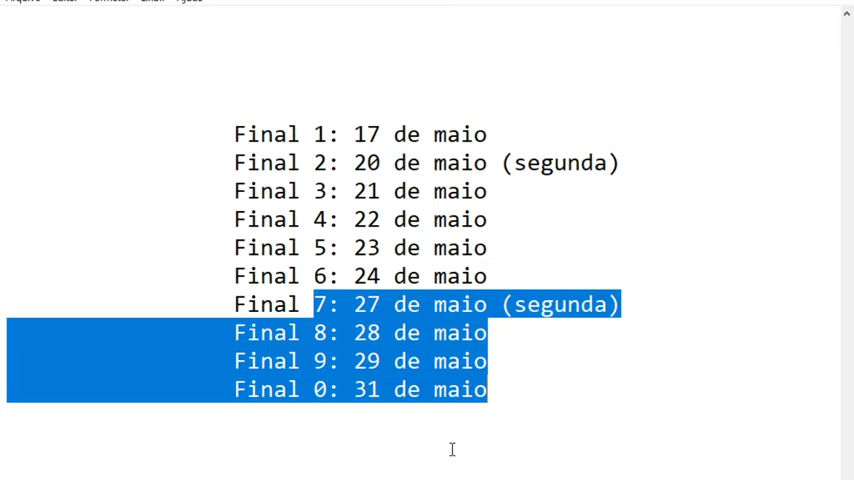 Final 1: 17 de maio
Final 2: 20 de maio (segunda)
Final 3: 21 de maio
Final 4: 22 de maio
Final 5: 23 de maio
Final 6: 24 de maio
Final 7: 27 de maio (segunda)
Final 8: 28 de maio
Final 9: 29 de maio
Final 0: 31 de maio